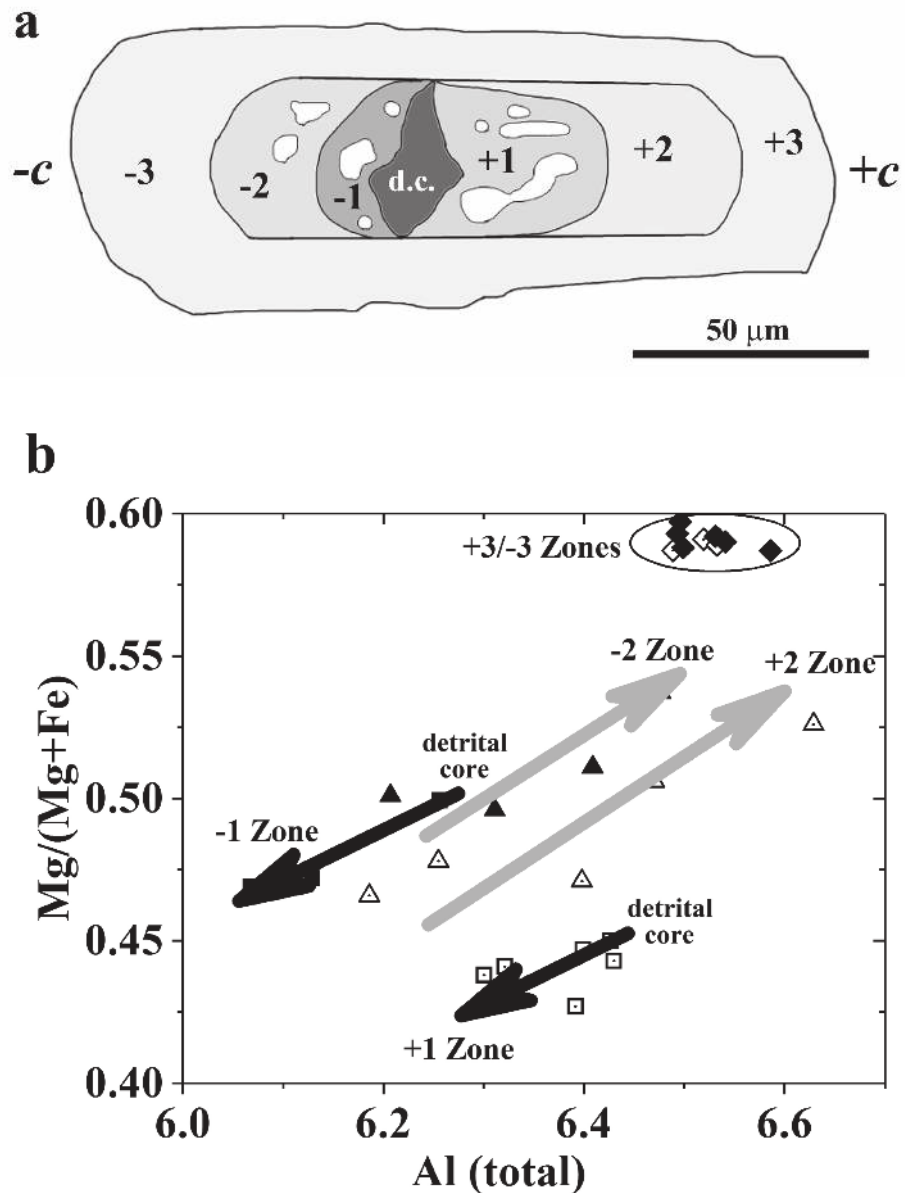 a
-c
-3
-2
-1
d.c.
+1
+2
+3
+c
50 μm
b
0.60
+3/-3 Zones
0.55
-2 Zone
+2 Zone
detrital
core
0.50
-1 Zone
Mg/(Mg+Fe)
0.45
detrital
core
+1 Zone
0.40
6.0
6.2
6.4
6.6
Al (total)